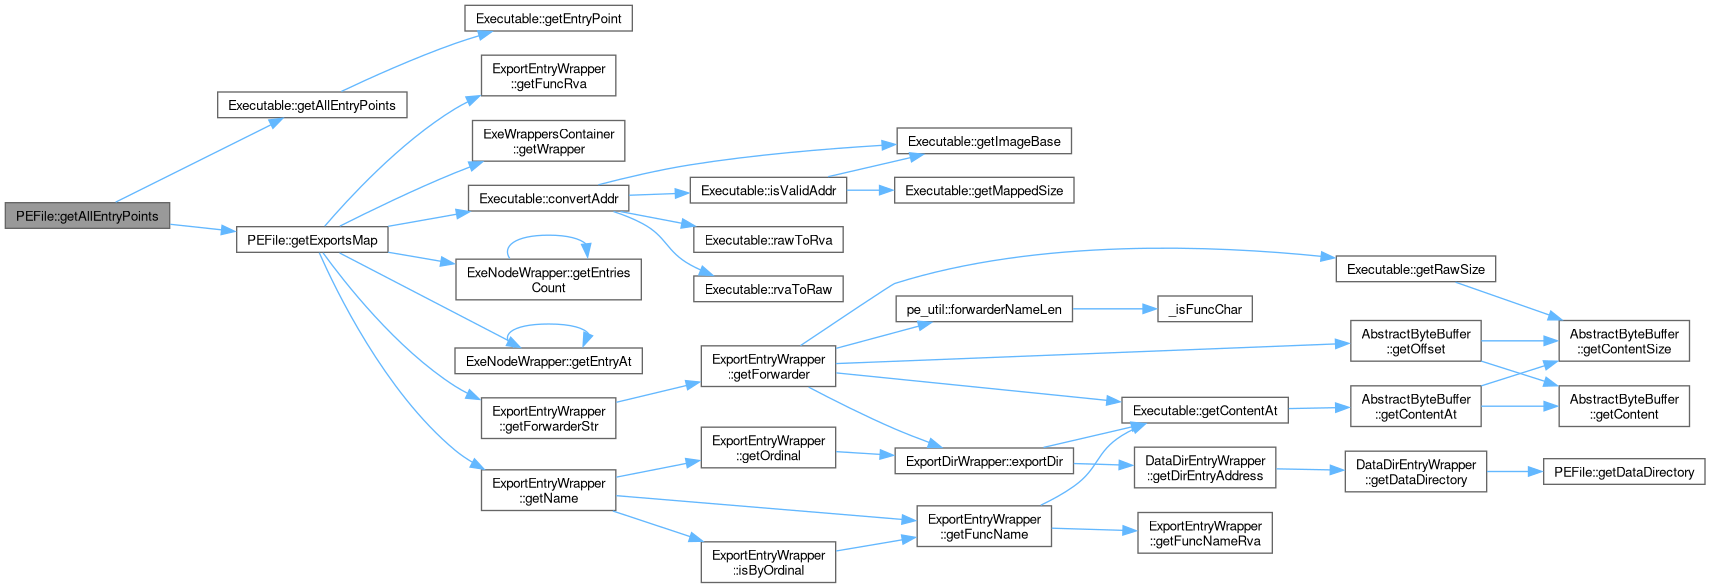 PEFile::getAllEntryPoints
Executable::getAllEntryPoints
Executable::getEntryPoint
PEFile::getExportsMap
ExportEntryWrapper
::getFuncRva
ExeWrappersContainer
::getWrapper
Executable::convertAddr
Executable::getImageBase
Executable::isValidAddr
Executable::getMappedSize
Executable::rawToRva
Executable::rvaToRaw
ExeNodeWrapper::getEntries
Count
ExeNodeWrapper::getEntryAt
ExportEntryWrapper
::getForwarderStr
ExportEntryWrapper
::getForwarder
Executable::getRawSize
pe_util::forwarderNameLen
_isFuncChar
AbstractByteBuffer
::getOffset
AbstractByteBuffer
::getContentSize
Executable::getContentAt
AbstractByteBuffer
::getContentAt
AbstractByteBuffer
::getContent
ExportEntryWrapper
::getName
ExportEntryWrapper
::getOrdinal
ExportDirWrapper::exportDir
DataDirEntryWrapper
::getDirEntryAddress
DataDirEntryWrapper
::getDataDirectory
PEFile::getDataDirectory
ExportEntryWrapper
::getFuncName
ExportEntryWrapper
::getFuncNameRva
ExportEntryWrapper
::isByOrdinal